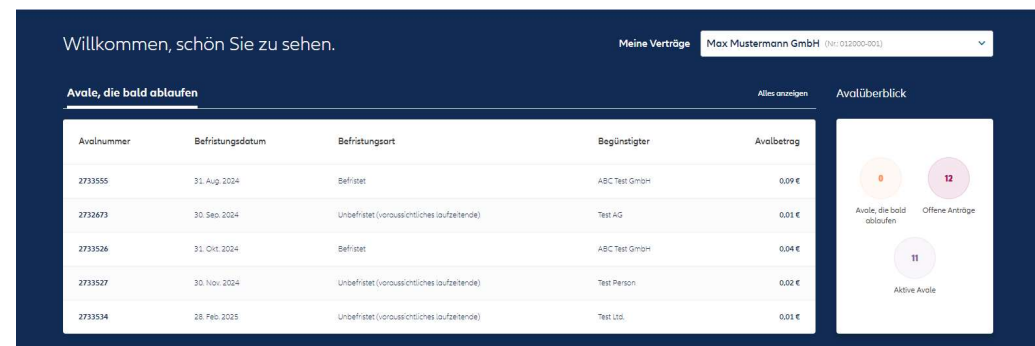 Willkommen, schön Sie zu sehen.
Meine Verträge Max Mustermann GmbH (Nr.: 012000-001)
Avale, die bald ablaufen Alles anzeigen Avalüberblick
Avalnummer Befristungsdatum Befristungsart Begünstigter Avalbetrag
2733555 31. Aug. 2024 Befristet ABC Test GmbH 0,09 €
2732673 30. Sep. 2024 Unbefristet (voraussichtliches laufzeitende) Test AG 0,01 €
2733526 31. Okt. 2024 Befristet ABC Test GmbH 0,04 €
2733527 30. Nov. 2024 Unbefristet (voraussichtliches laufzeitende) Test Person 0,02 €
2733534 28. Feb. 2025 Unbefristet (voraussichtliches laufzeitende) Test Ltd. 0,01 €
0
Avale, die bald
ablaufen
12
Offene Anträge
11
Aktive Avale